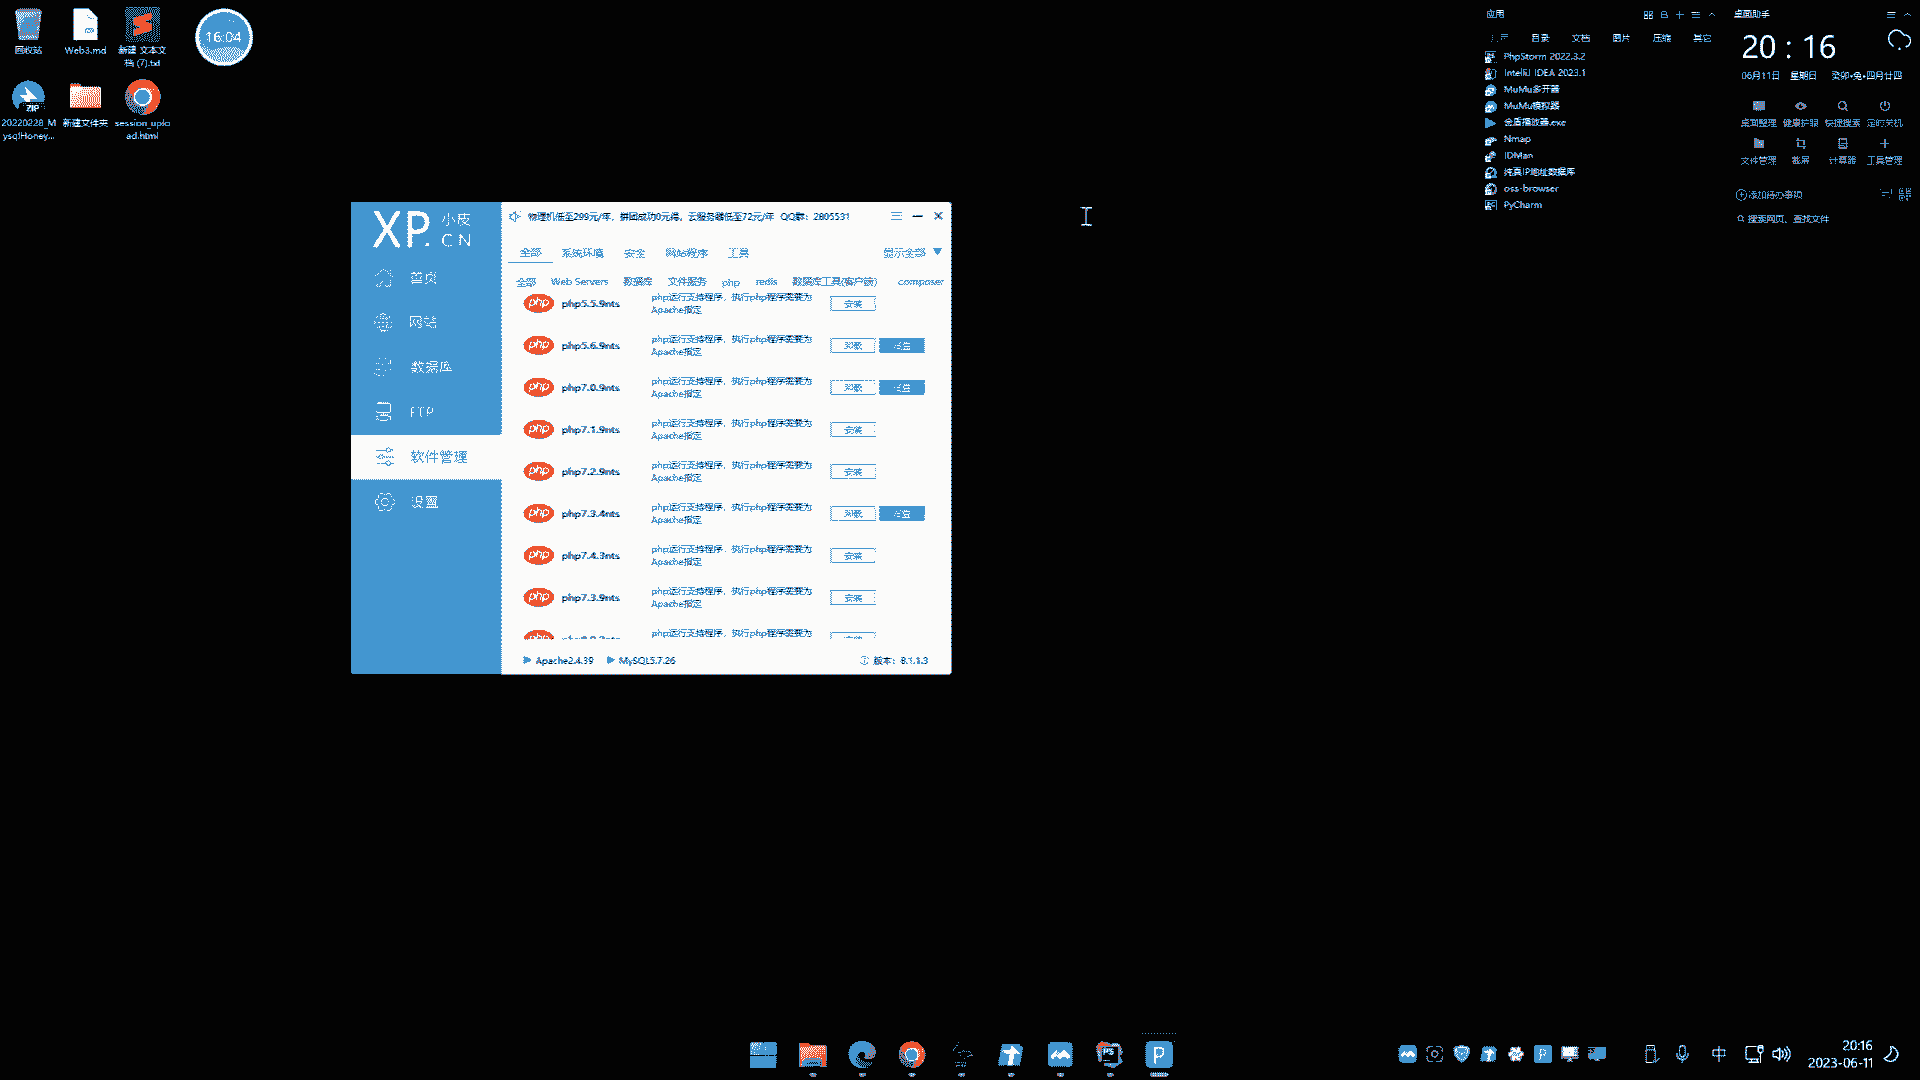 回收站
Web3.md
新建 文本文
档 (7).txt
20220228_M
ysqlHoney...
新建文件夹
session_uplo
ad.html
16:04
XP. 小皮
CN
首页
网站
数据库
FTP
软件管理
设置
物理机低至299元/年，拼团成功0元得，云服务器低至72元/年 QQ群：2805531
全部 系统环境 安全 网站程序 工具 显示全部
全部 Web Servers 数据库 文件服务 php redis 数据库工具(客户端) composer
php php5.5.9nts php运行支持程序，执行php程序需要为 安装
Apache指定
php php5.6.9nts php运行支持程序，执行php程序需要为 卸载 设置
Apache指定
php php7.0.9nts php运行支持程序，执行php程序需要为 卸载 设置
Apache指定
php php7.1.9nts php运行支持程序，执行php程序需要为 安装
Apache指定
php php7.2.9nts php运行支持程序，执行php程序需要为 安装
Apache指定
php php7.3.4nts php运行支持程序，执行php程序需要为 卸载 设置
Apache指定
php php7.4.3nts php运行支持程序，执行php程序需要为 安装
Apache指定
php php7.3.9nts php运行支持程序，执行php程序需要为 安装
Apache指定
php运行支持程序，执行php程序需要为
Apache2.4.39 MySQL5.7.26 版本：8.1.1.3
应用
目录 文档 图片 压缩 其它
PhpStorm 2022.3.2
IntelliJ IDEA 2023.1
MuMu多开器
MuMu模拟器
金盾播放器.exe
Nmap
IDMan
纯真IP地址数据库
oss-browser
PyCharm
桌面助手
20 : 16
06月11日 星期日 癸卯•兔•四月廿四
桌面整理 健康护眼 快捷搜索 定时关机
文件管理 截屏 计算器 工具管理
添加待办事项
搜索网页、查找文件
中
20:16
2023-06-11